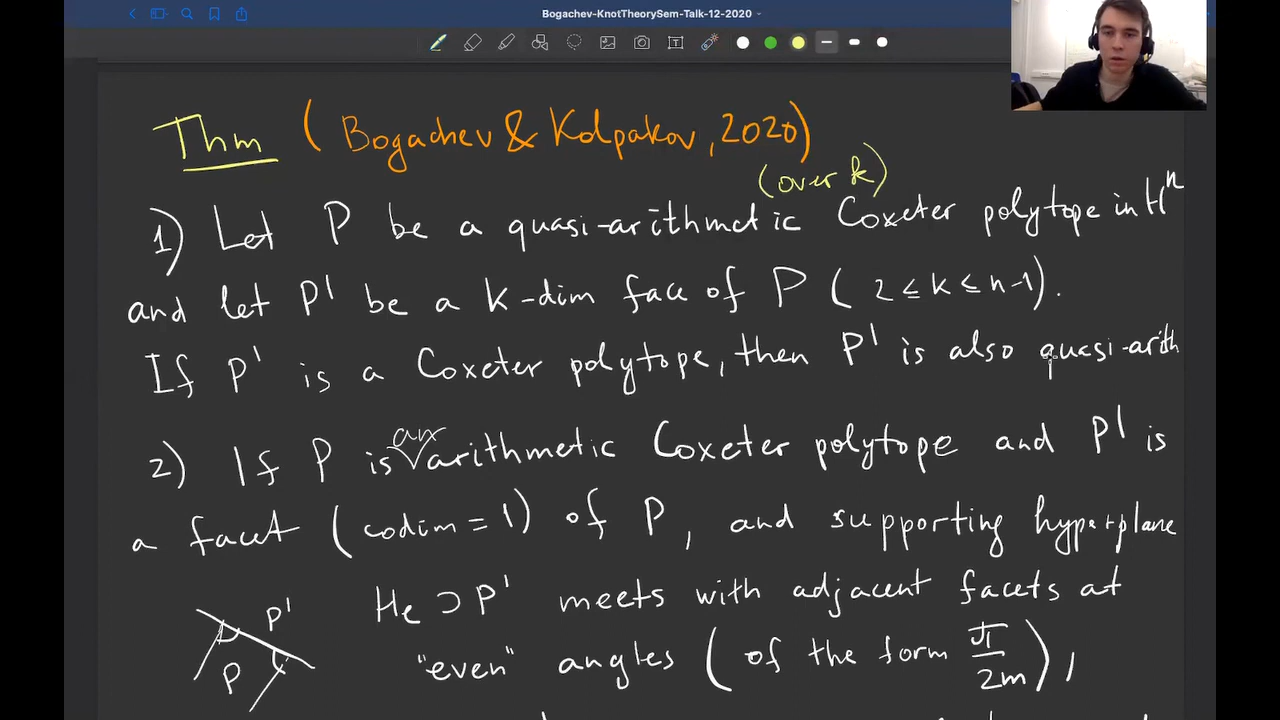 Bogachev-KnotTheorySem-Talk-12-2020
Thm (Bogachev & Kolpakov, 2020)
(over k)
1) Let P be a quasi-arithmetic Coxeter polytope in Hⁿ
and let P' be a k-dim face of P (2 ≤ k ≤ n-1).
If P' is a Coxeter polytope, then P' is also quasi-arith
2) If P is an arithmetic Coxeter polytope and P' is
a facet (codim = 1) of P, and supporting hyperplane
He ⊃ P' meets with adjacent facets at
"even" angles (of the form π/2m),
P'
P